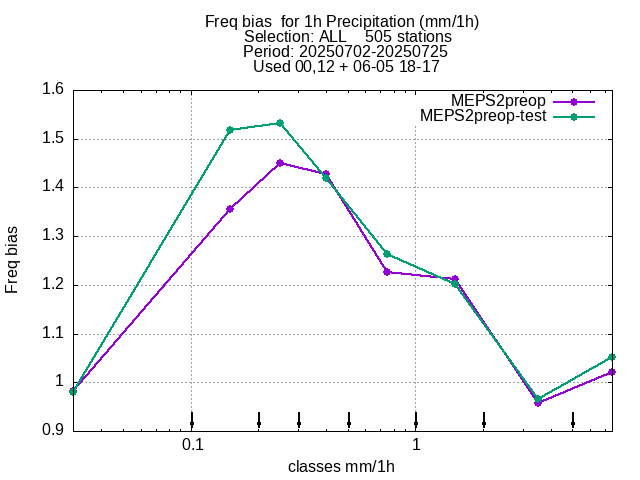 Freq bias  for 1h Precipitation (mm/1h)
Selection: ALL    505 stations
Period: 20250702-20250725
Used 00,12 + 06-05 18-17
MEPS2preop
MEPS2preop-test
1.6
1.5
1.4
1.3
1.2
1.1
1
0.9
Freq bias
0.1
1
classes mm/1h